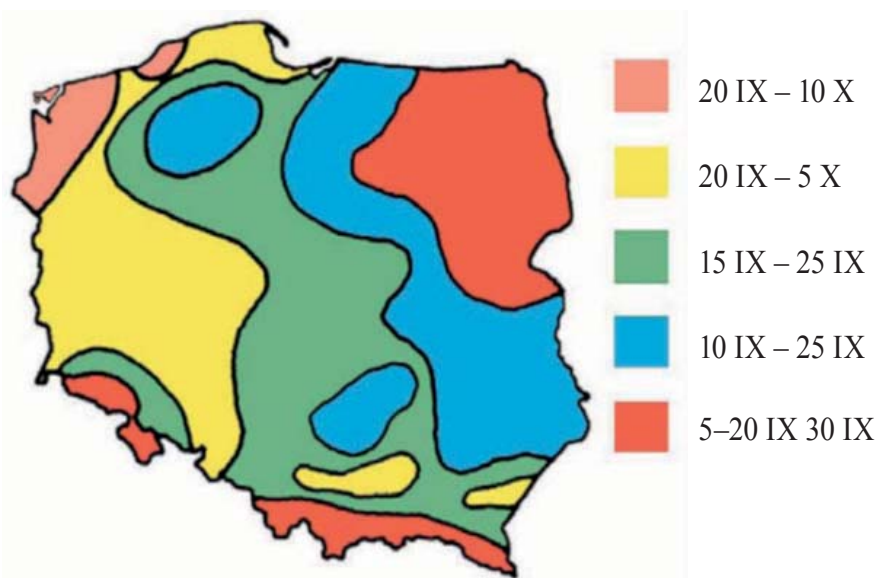 20 IX – 10 X
20 IX – 5 X
15 IX – 25 IX
10 IX – 25 IX
5–20 IX 30 IX